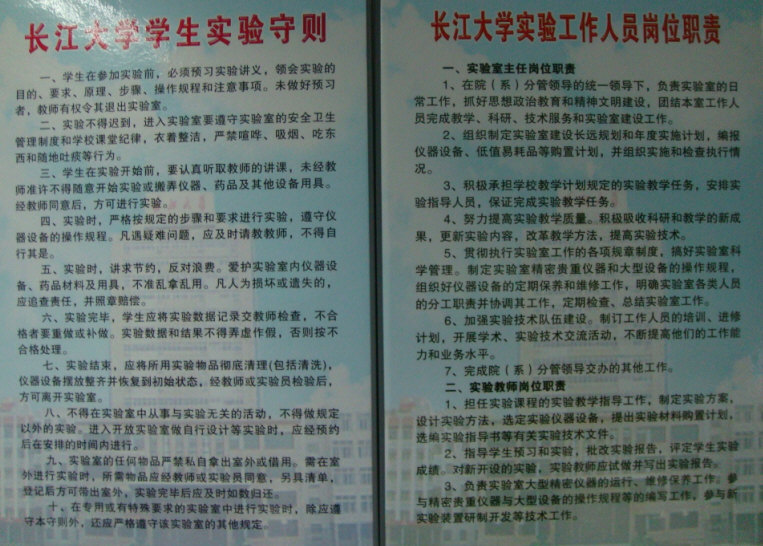 长江大学学生实验守则
一、学生在参加实验前，必须预习实验讲义，领会实验的
目的、要求、原理、步骤、操作规程和注意事项。未做好预习
者，教师有权令其退出实验室。
二、实验不得迟到，进入实验室要遵守实验室的安全卫生
管理制度和学校课堂纪律，衣着整洁，严禁喧哗、吸烟、吃东
西和随地吐痰等行为。
三、学生在实验开始前，要认真听取教师的讲课，未经教
师准许不得随意开始实验或搬弄仪器、药品及其他设备用具。
经教师同意后，方可进行实验。
四、实验时，严格按规定的步骤和要求进行实验，遵守仪
器设备的操作规程。凡遇疑难问题，应及时请教教师，不得自
行其是。
五、实验时，讲求节约，反对浪费。爱护实验室内仪器设
备、药品材料及用具，不准乱拿乱用。凡人为损坏或遗失的，
应追查责任，并照章赔偿。
六、实验完毕，学生应将实验数据记录交教师检查，不合
格者要重做或补做。实验数据和结果不得弄虚作假，否则按不
合格处理。
七、实验结束，应将所用实验物品彻底清理(包括清洗)，
仪器设备摆放整齐并恢复到初始状态，经教师或实验员检验后，
方可离开实验室。
八、不得在实验室中从事与实验无关的活动，不得做规定
以外的实验。进入开放实验室做自行设计等实验时，应经预约
后在安排的时间内进行。
九、实验室的任何物品严禁私自拿出室外或借用。需在室
外进行实验时，所需物品应经教师或实验员同意，另具清单，
登记后方可带出室外，实验完毕后应及时如数归还。
十、在专用或有特殊要求的实验室中进行实验时，除应遵
守本守则外，还应严格遵守该实验室的其他规定。
长江大学实验工作人员岗位职责
一、实验室主任岗位职责
1、在院（系）分管领导的统一领导下，负责实验室的日
常工作，抓好思想政治教育和精神文明建设，团结本室工作人
员完成教学、科研、技术服务和实验室建设工作。
2、组织制定实验室建设长远规划和年度实施计划，编报
仪器设备、低值易耗品等购置计划，并组织实施和检查执行情
况。
3、积极承担学校教学计划规定的实验教学任务，安排实
验指导人员，保证完成实验教学任务。
4、努力提高实验教学质量。积极吸收科研和教学的新成
果，更新实验内容，改革教学方法，提高实验技术。
5、贯彻执行实验室工作的各项规章制度，搞好实验室科
学管理。制定实验室精密贵重仪器和大型设备的操作规程，
组织好仪器设备的定期保养和维修工作，明确实验室各类人员
的分工职责并协调其工作，定期检查、总结实验室工作。
6、加强实验技术队伍建设。制订工作人员的培训、进修
计划，开展学术、实验技术交流活动，不断提高他们的工作能
力和业务水平。
7、完成院（系）分管领导交办的其他工作。
二、实验教师岗位职责
1、担任实验课程的实验教学指导工作，制定实验方案，
设计实验方法，选定实验仪器设备，提出实验材料购置计划，
选编实验指导书等有关实验技术文件。
2、指导学生预习和实验，批改实验报告，评定学生实验
成绩。对新开设的实验，实验教师应试做并写出实验报告。
3、负责实验室大型精密仪器的运行、维修保养工作。参
与精密贵重仪器与大型设备的操作规程等的编写工作，参与新
实验装置研制开发等技术工作。